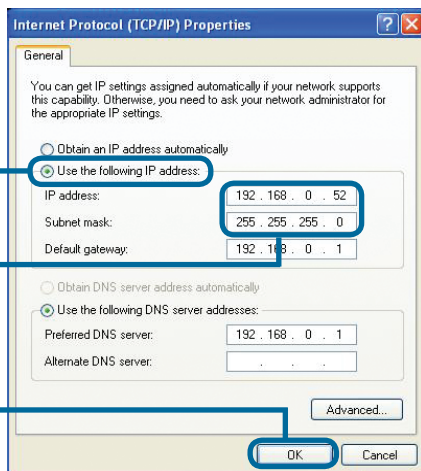 Internet Protocol (TCP/IP) Properties
General
You can get IP settings assigned automatically if your network supports
this capability. Otherwise, you need to ask your network administrator for
the appropriate IP settings.
Obtain an IP address automatically
Use the following IP address:
IP address: 192 . 168 . 0 . 52
Subnet mask: 255 . 255 . 255 . 0
Default gateway: 192 . 168 . 0 . 1
Obtain DNS server address automatically
Use the following DNS server addresses:
Preferred DNS server: 192 . 168 . 0 . 1
Alternate DNS server: . . .
Advanced...
OK Cancel